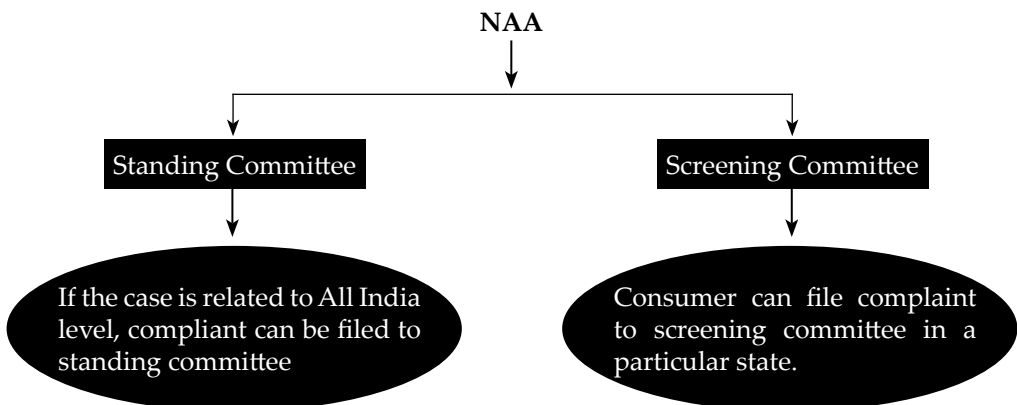 NAA
Standing Committee
Screening Committee
If the case is related to All India
level, compliant can be filed to
standing committee
Consumer can file complaint
to screening committee in a
particular state.